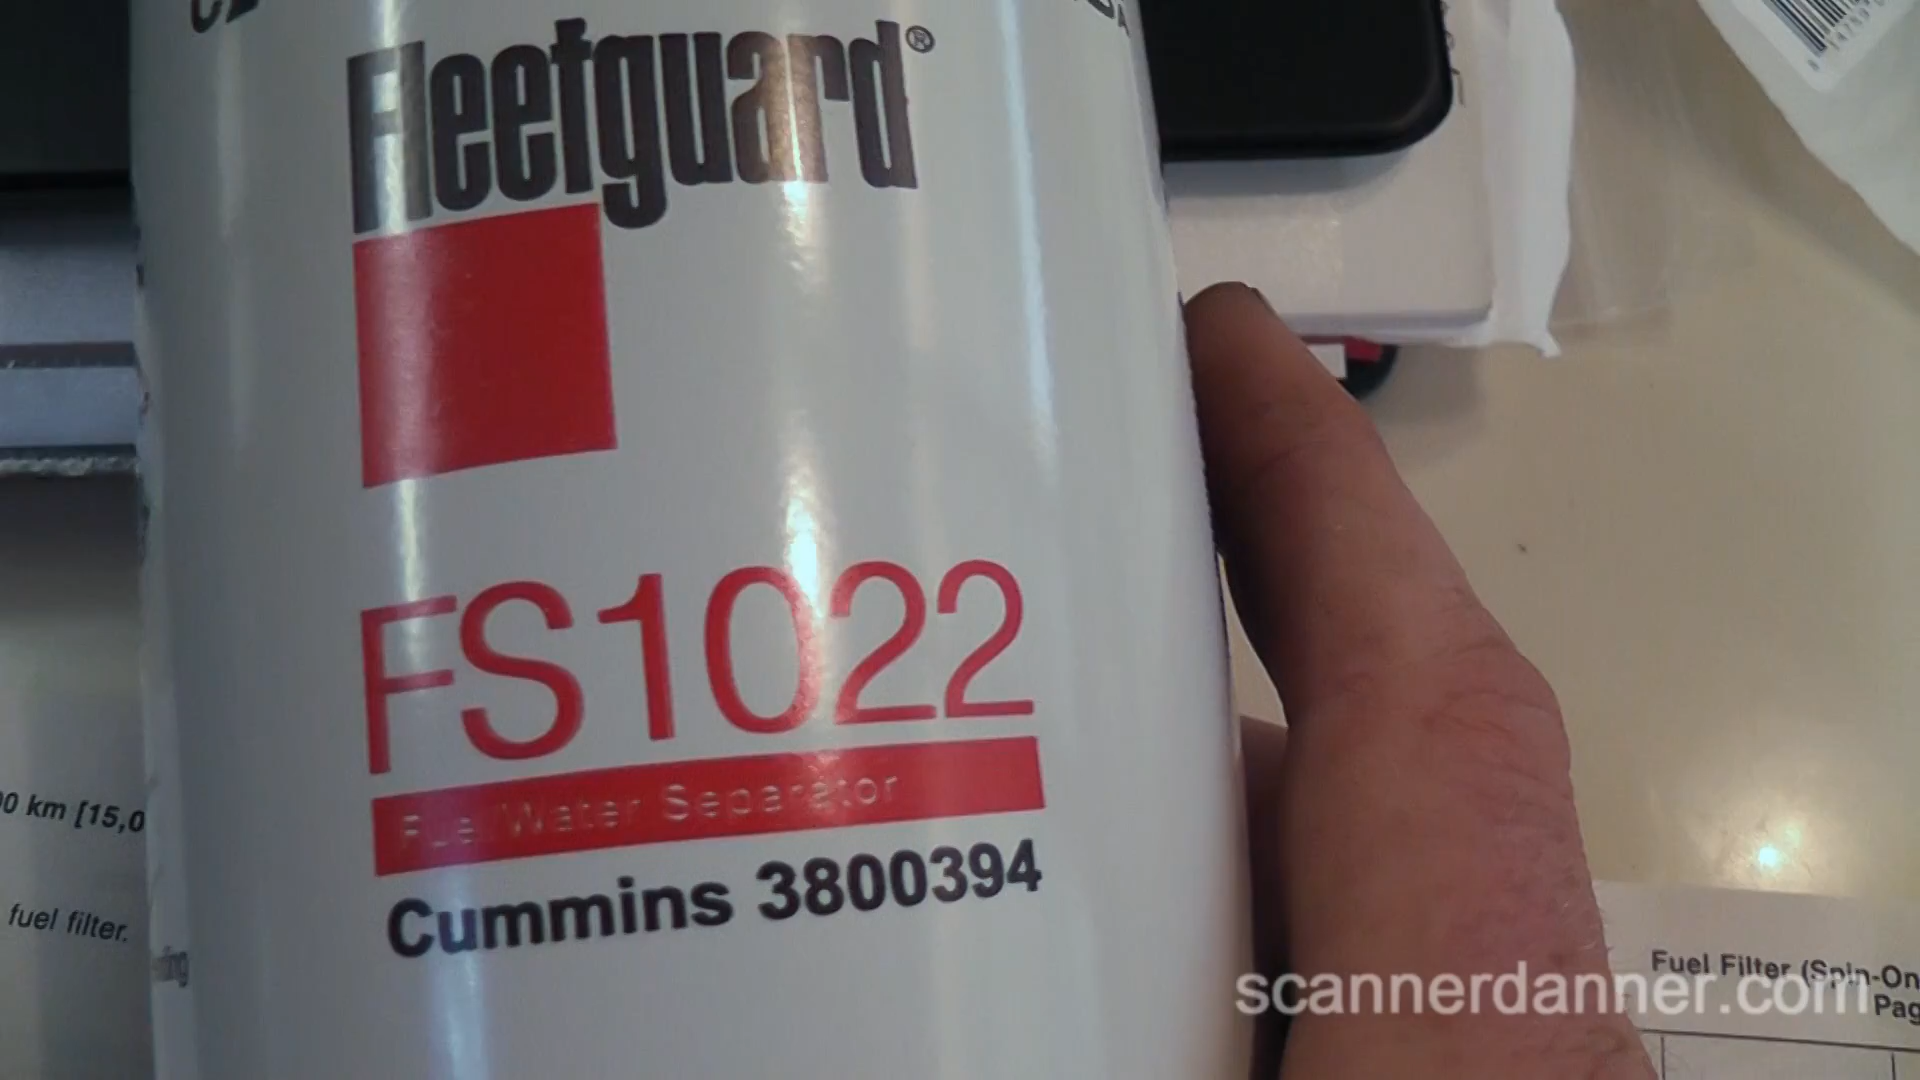 Fleetguard®
FS1022
Fuel Water Separator
Cummins 3800394
00 km [15,0
fuel filter.
Fuel Filter (Spin-On
Pag
scannerdanner.com